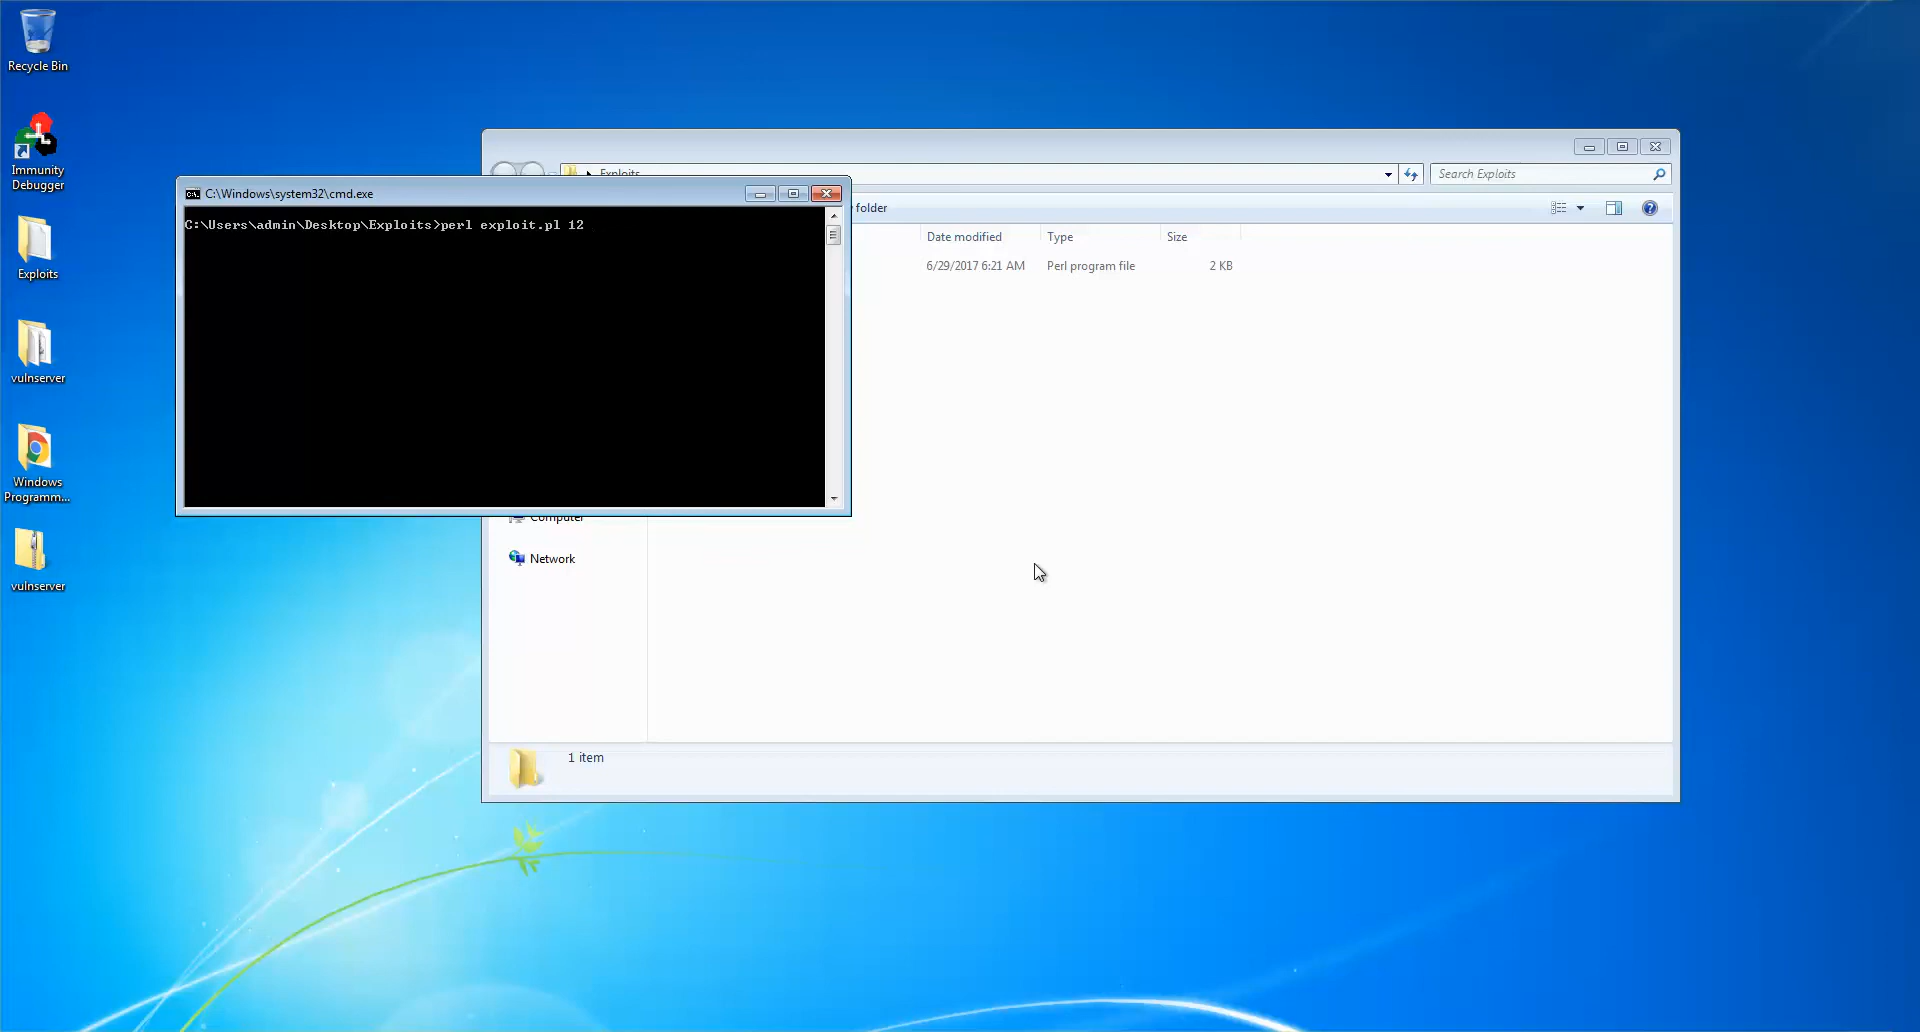 Recycle Bin
Immunity
Debugger
Exploits
vulnserver
Windows
Programm...
vulnserver
C:\Windows\system32\cmd.exe
C:\Users\admin\Desktop\Exploits>perl exploit.pl 12
Exploits
Search Exploits
folder
Date modified
Type
Size
6/29/2017 6:21 AM
Perl program file
2 KB
Computer
Network
1 item